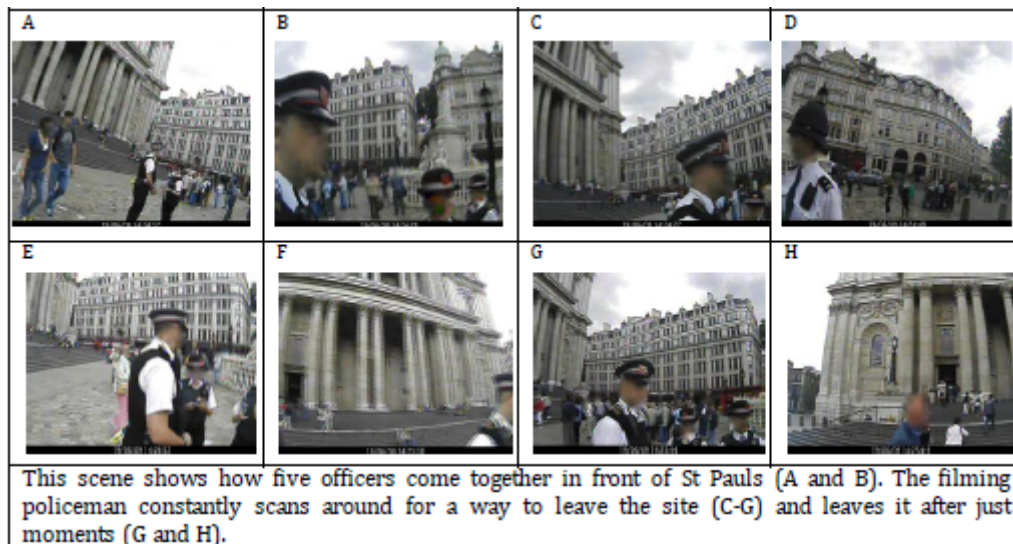 A
B
C
D
E
F
G
H
This scene shows how five officers come together in front of St Pauls (A and B). The filming
policeman constantly scans around for a way to leave the site (C-G) and leaves it after just
moments (G and H).